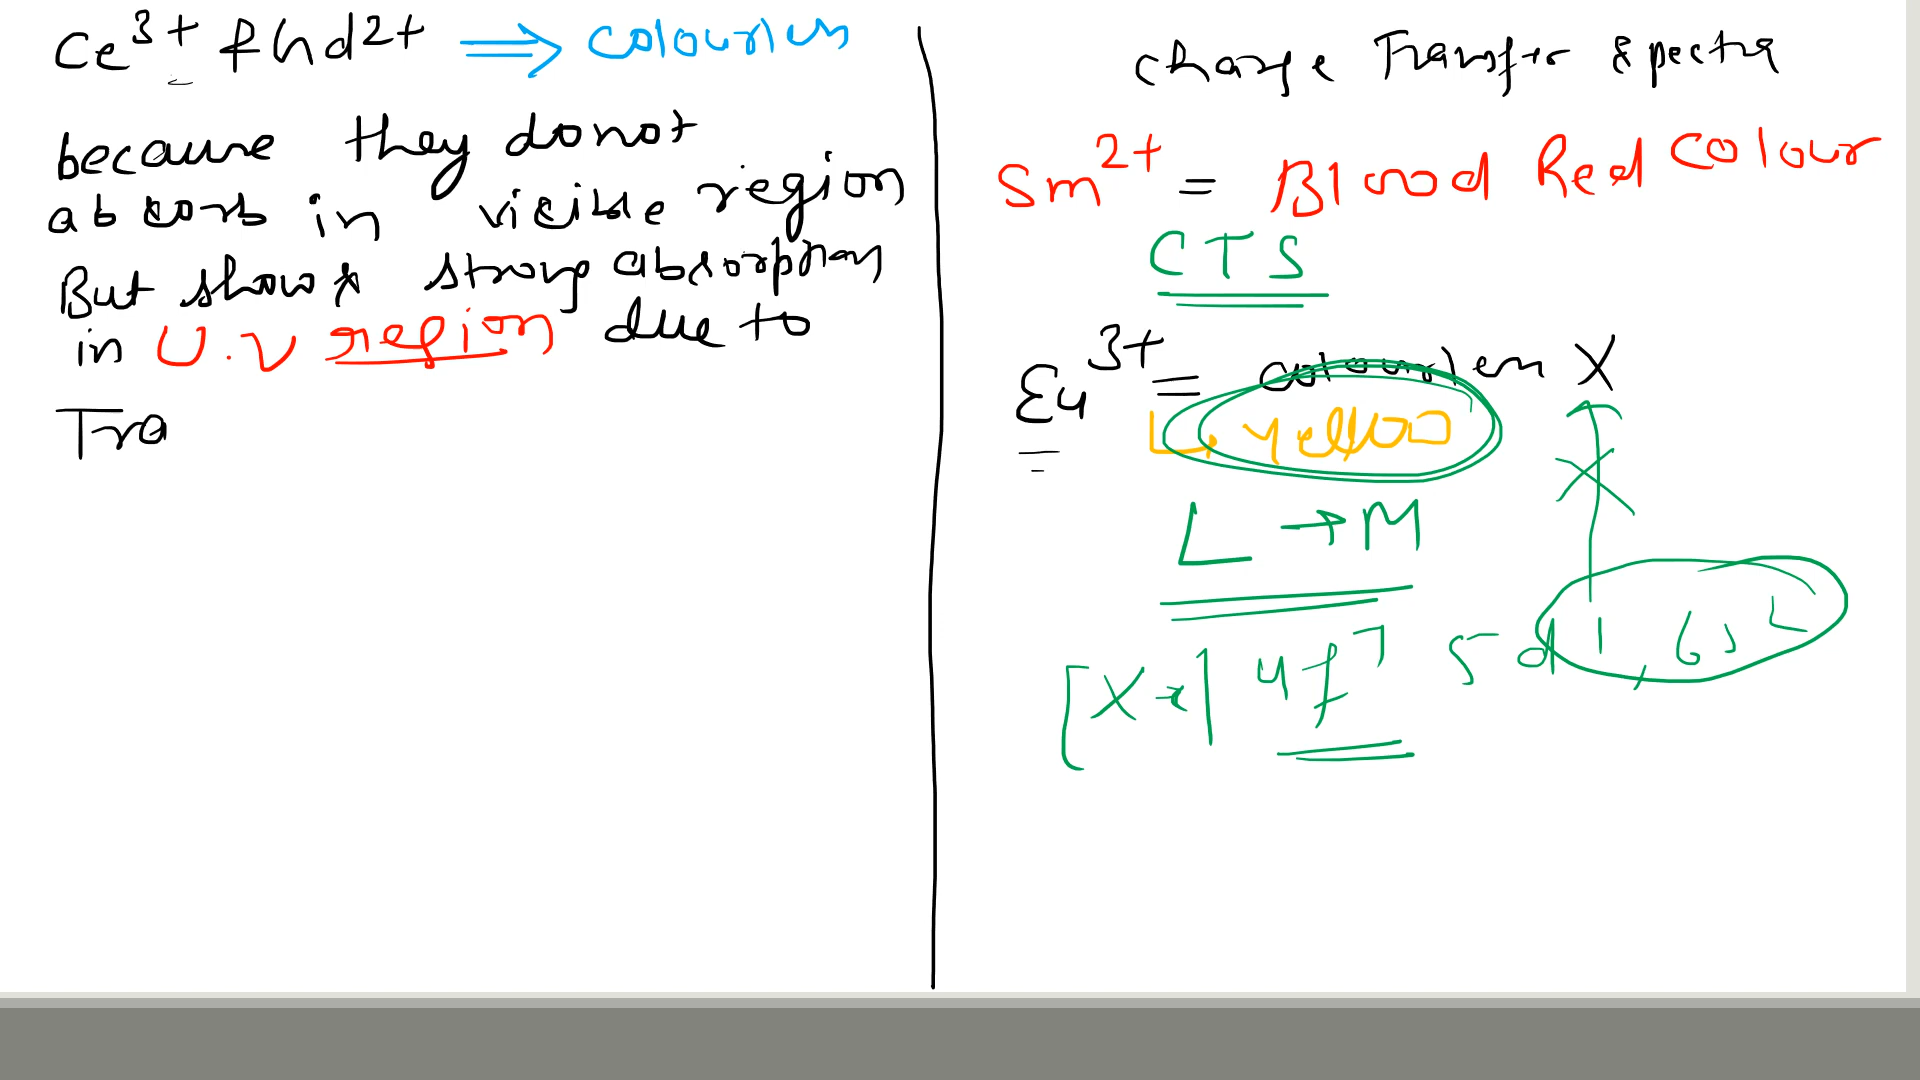 Ce3+ & hd2+ ⟹ colourless
because they donot
absorb in visible region
But shows strong absorption
in U.V region due to
Tra
Charge Transfer Spectra
Sm2+ = Blood Red Colour
CTS
Eu3+ = colourless X
L. yellow
L → M
[Xe] 4f7 5d1, 6s2